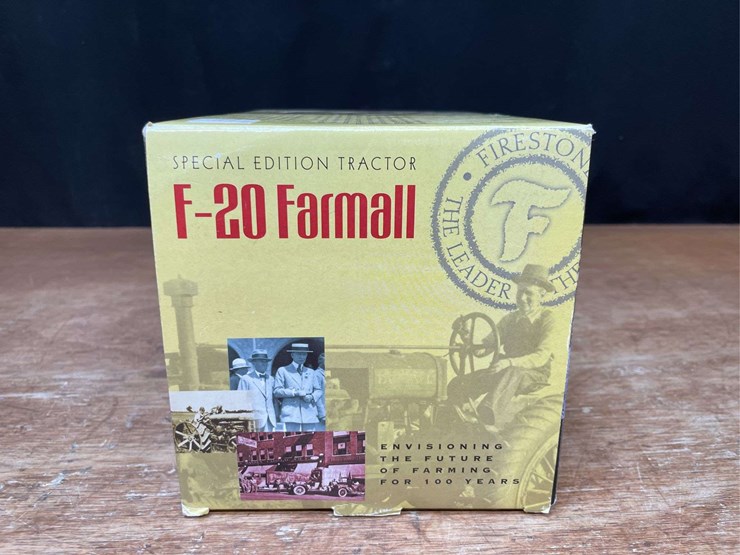 SPECIAL EDITION TRACTOR
F-20 Farmall
FIRESTON
THE LEADER
F
ENVISIONING
THE FUTURE
OF FARMING
FOR 100 YEARS